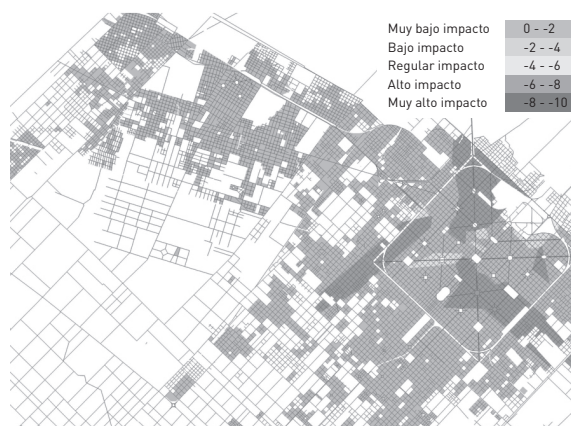 Muy bajo impacto 0 - -2
Bajo impacto -2 - -4
Regular impacto -4 - -6
Alto impacto -6 - -8
Muy alto impacto -8 - -10